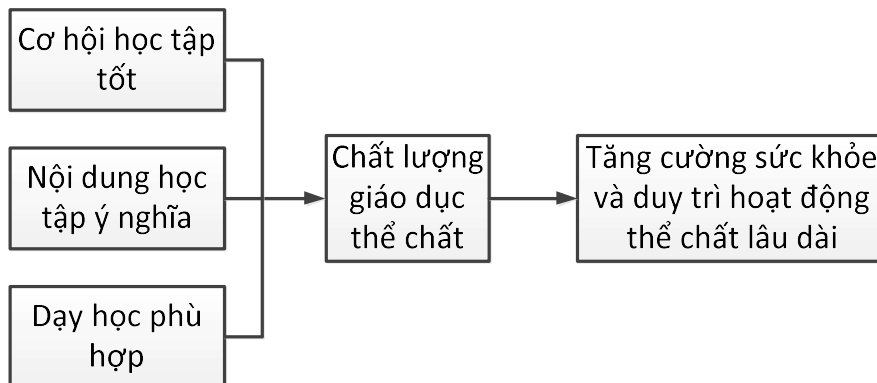 Cơ hội học tập
tốt
Nội dung học
tập ý nghĩa
Dạy học phù
hợp
Chất lượng
giáo dục
thể chất
Tăng cường sức khỏe
và duy trì hoạt động
thể chất lâu dài